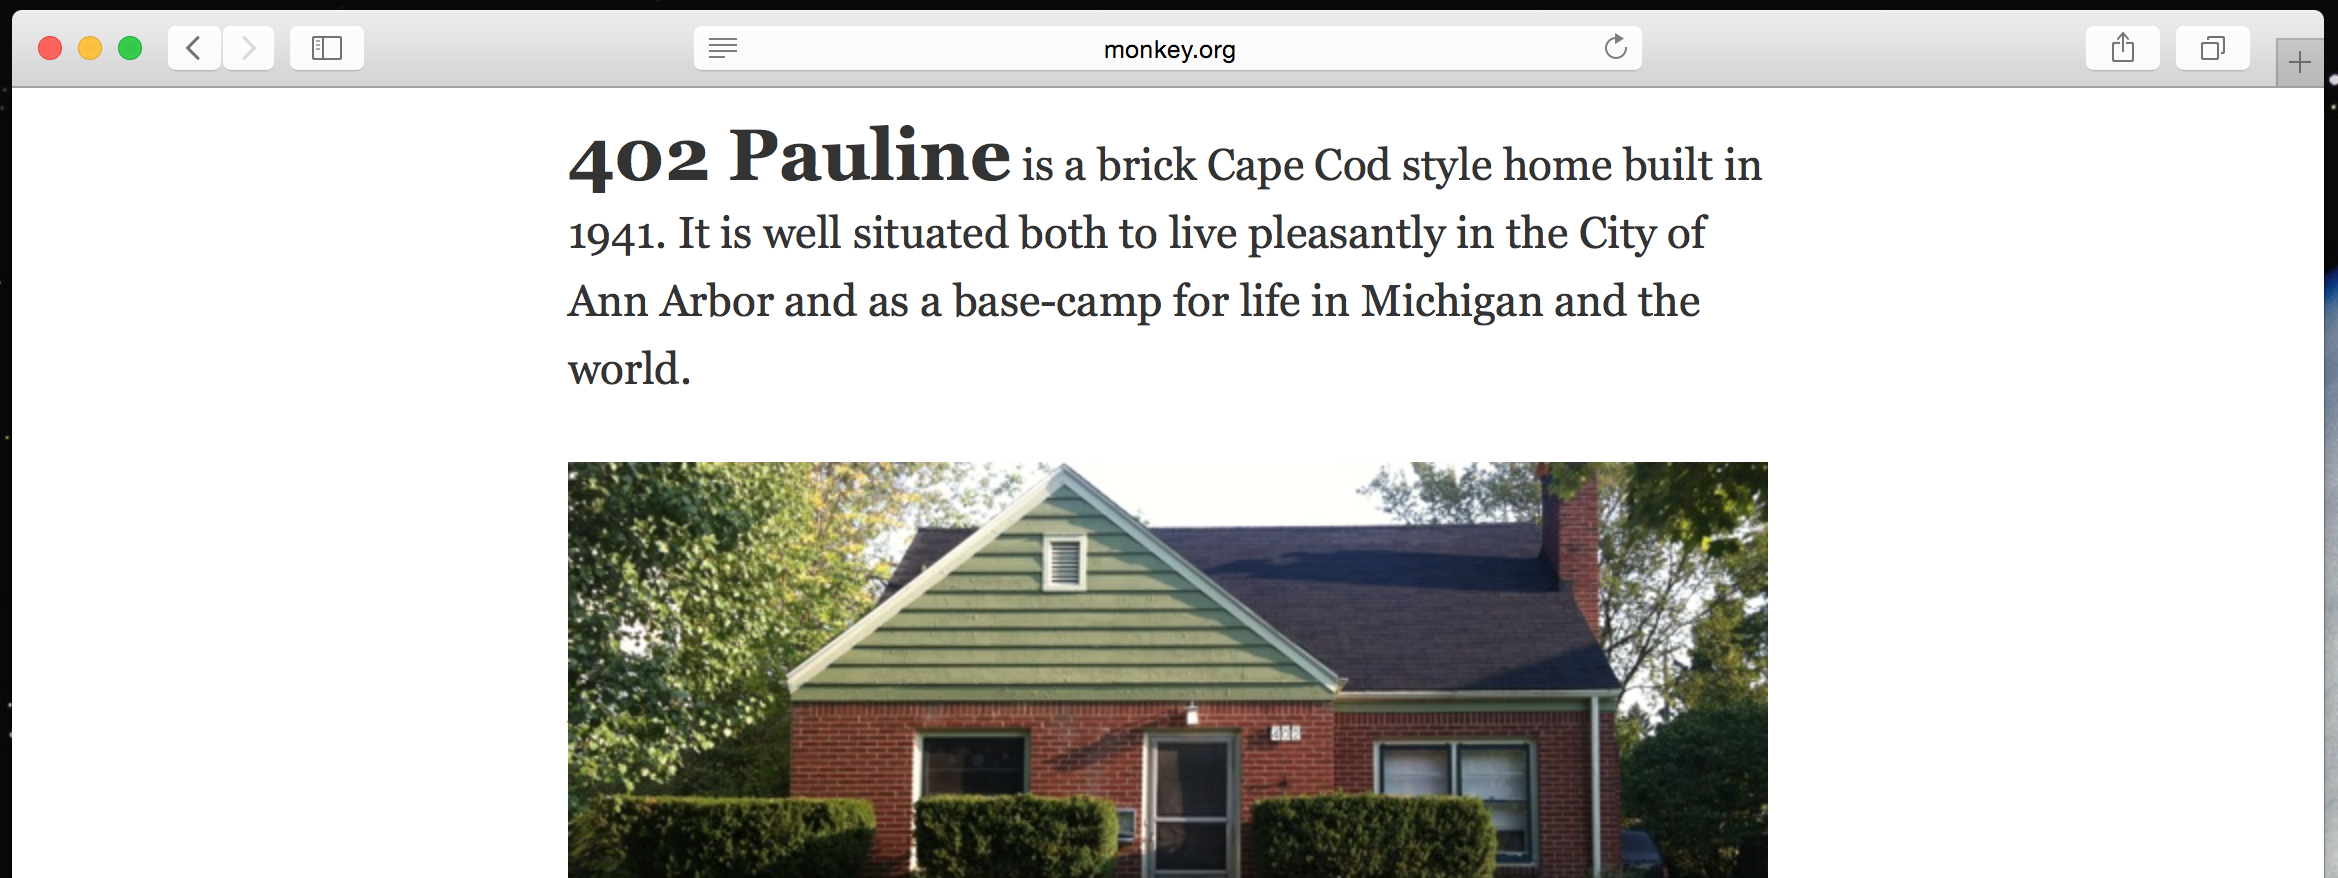 monkey.org
402 Pauline is a brick Cape Cod style home built in
1941. It is well situated both to live pleasantly in the City of
Ann Arbor and as a base-camp for life in Michigan and the
world.
402